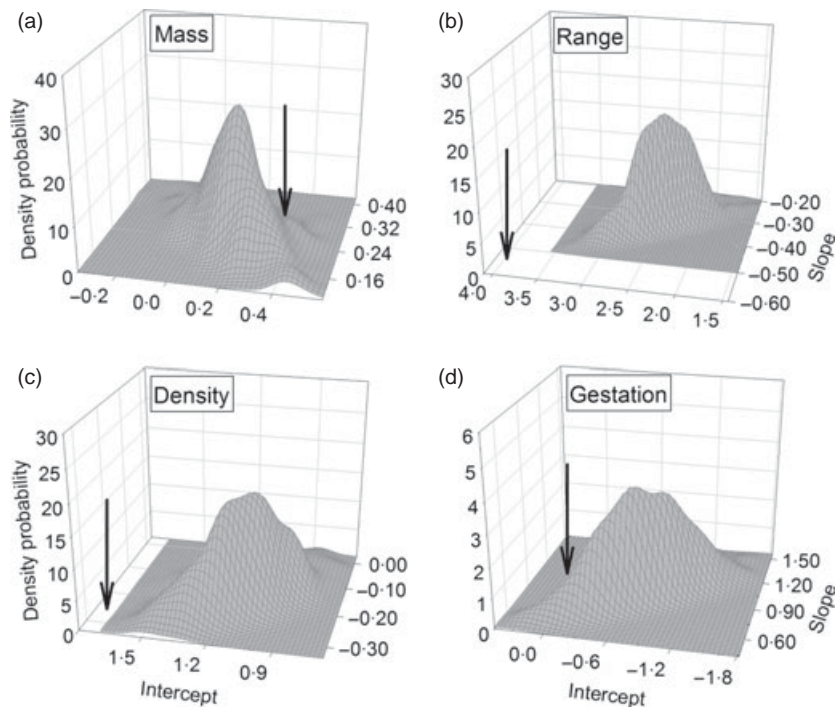 (a)
Mass
Density probability
40
30
20
10
0
−0·2 0·0 0·2 0·4
0·40
0·32
0·24
0·16
(b)
Range
30
25
20
15
10
5
0
4·0 3·5 3·0 2·5 2·0 1·5
−0·20
−0·30
−0·40
−0·50
−0·60
Slope
(c)
Density
Density probability
30
25
20
15
10
5
0
1·5 1·2 0·9
Intercept
0·00
−0·10
−0·20
−0·30
(d)
Gestation
6
5
4
3
2
1
0
0·0 −0·6 −1·2 −1·8
Intercept
1·50
1·20
0·90
0·60
Slope